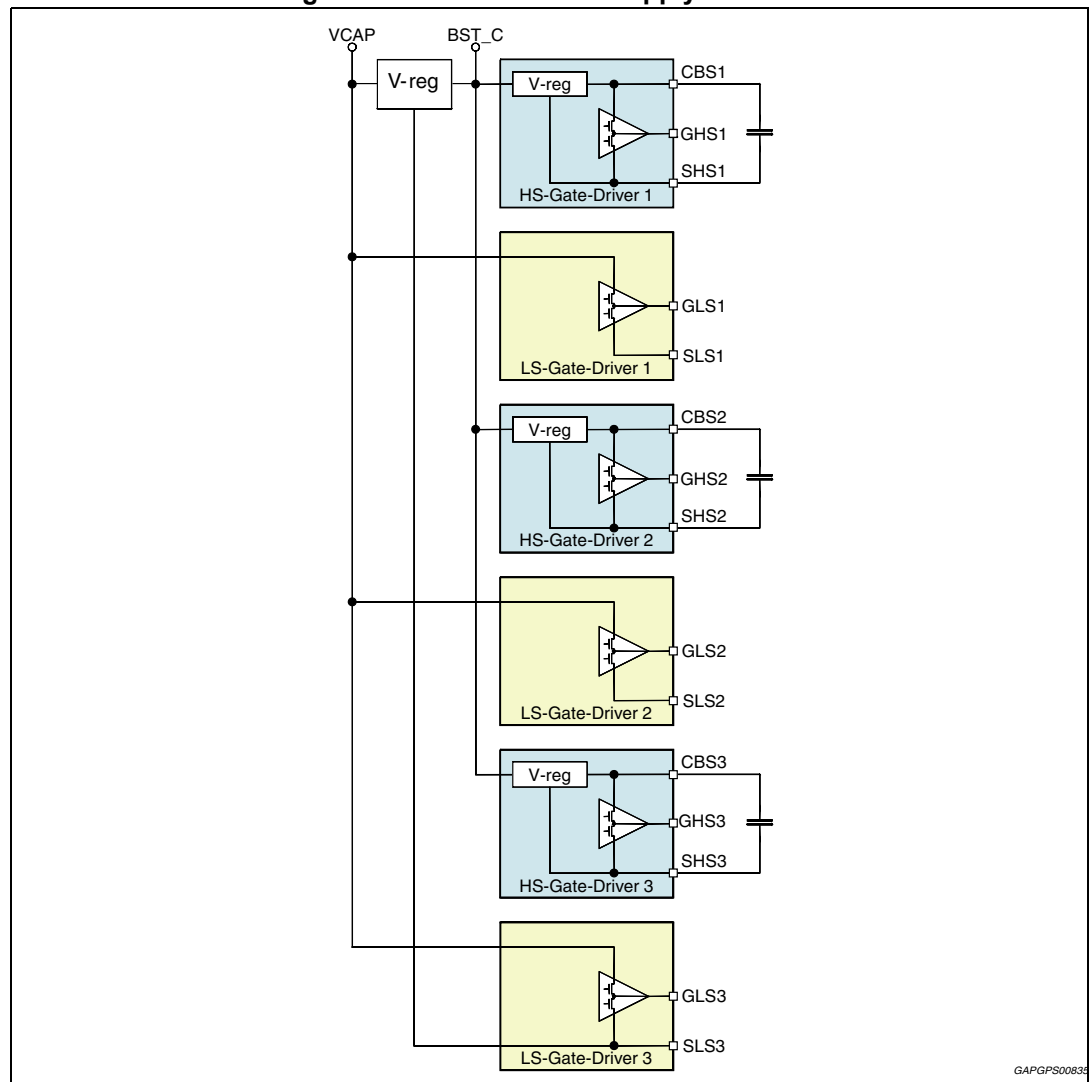 VCAP
BST_C
V-reg
V-reg
CBS1
GHS1
SHS1
HS-Gate-Driver 1
GLS1
SLS1
LS-Gate-Driver 1
V-reg
CBS2
GHS2
SHS2
HS-Gate-Driver 2
GLS2
SLS2
LS-Gate-Driver 2
V-reg
CBS3
GHS3
SHS3
HS-Gate-Driver 3
GLS3
SLS3
LS-Gate-Driver 3
GAPGPS00835